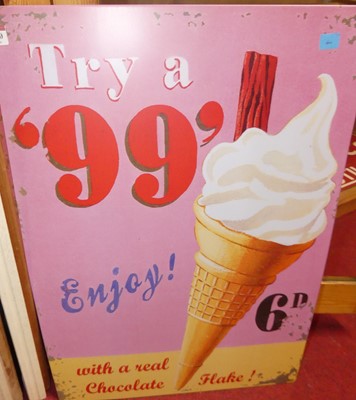 Try a
'99'
Enjoy!
6D
with a real
Chocolate Flake!